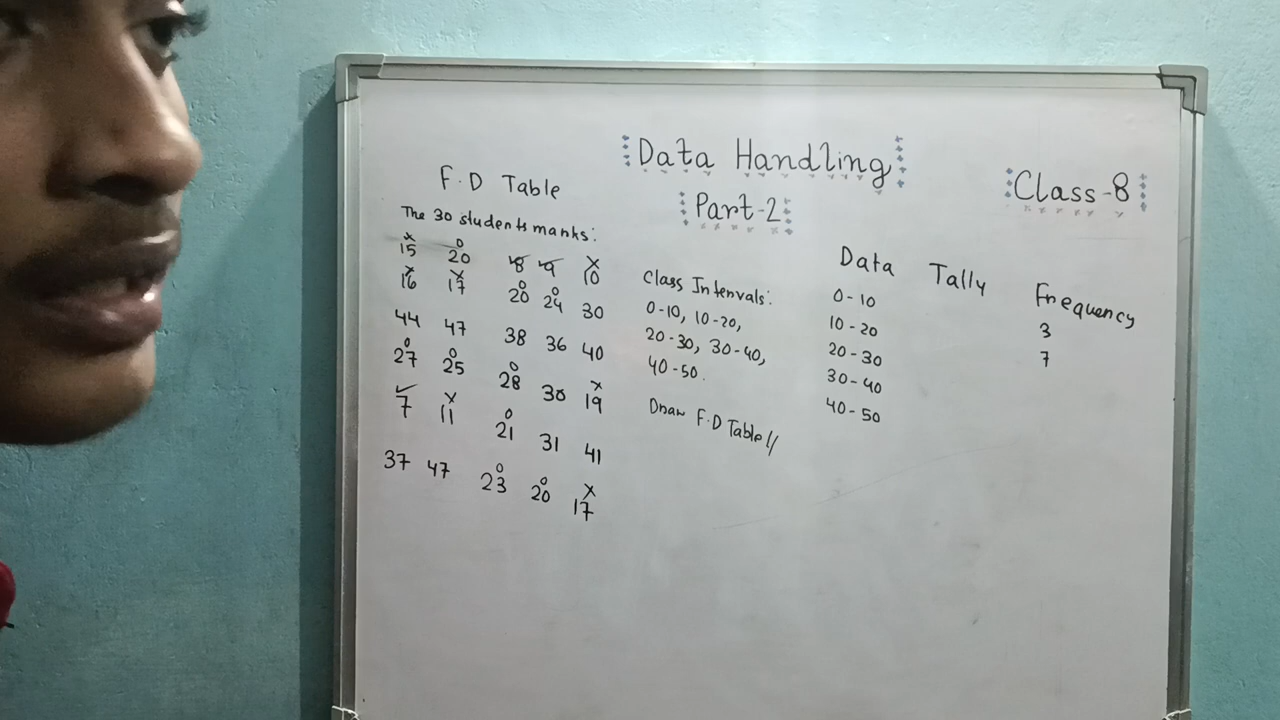 Data Handling
Part-2
Class-8
F.D Table
The 30 students marks:
15 20 8 9 10
16 17 20 24 30
44 47 38 36 40
27 25 28 30 19
7 11 21 31 41
37 47 23 20 17
Class Intervals:
0-10, 10-20,
20-30, 30-40,
40-50.
Draw F.D Table//
Data Tally Frequency
0-10 3
10-20 7
20-30
30-40
40-50